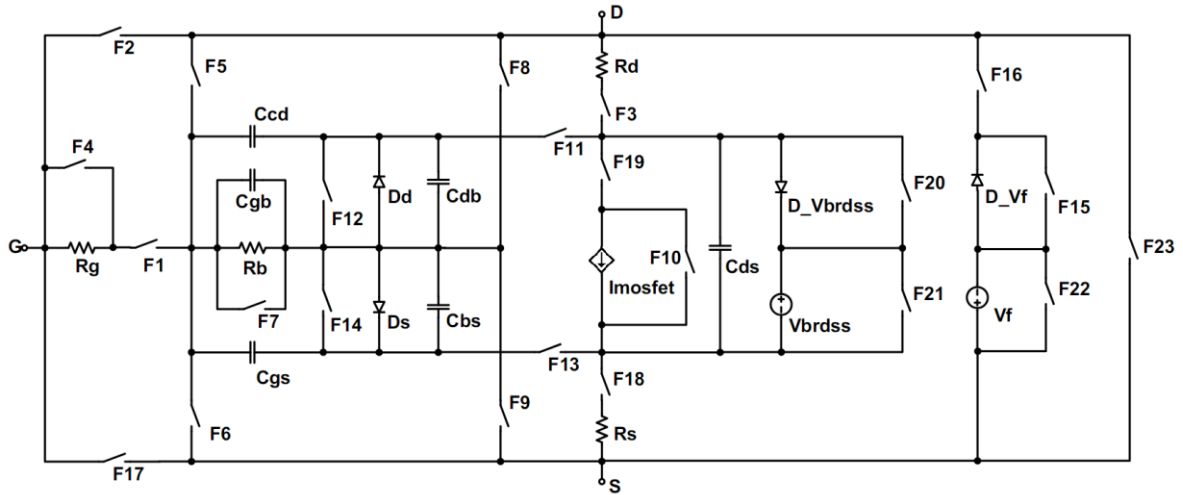 D
F2
F5
F8
Rd
F16
F3
Ccd
F4
F11
F19
Cgb
F12
Dd
Cdb
F20
D_Vbrdss
D_Vf
F15
G
Rg
F1
Rb
F10
Cds
F23
Imosfet
F7
F14
Ds
Cbs
F21
F22
Vbrdss
Vf
Cgs
F13
F18
F6
F9
Rs
F17
S